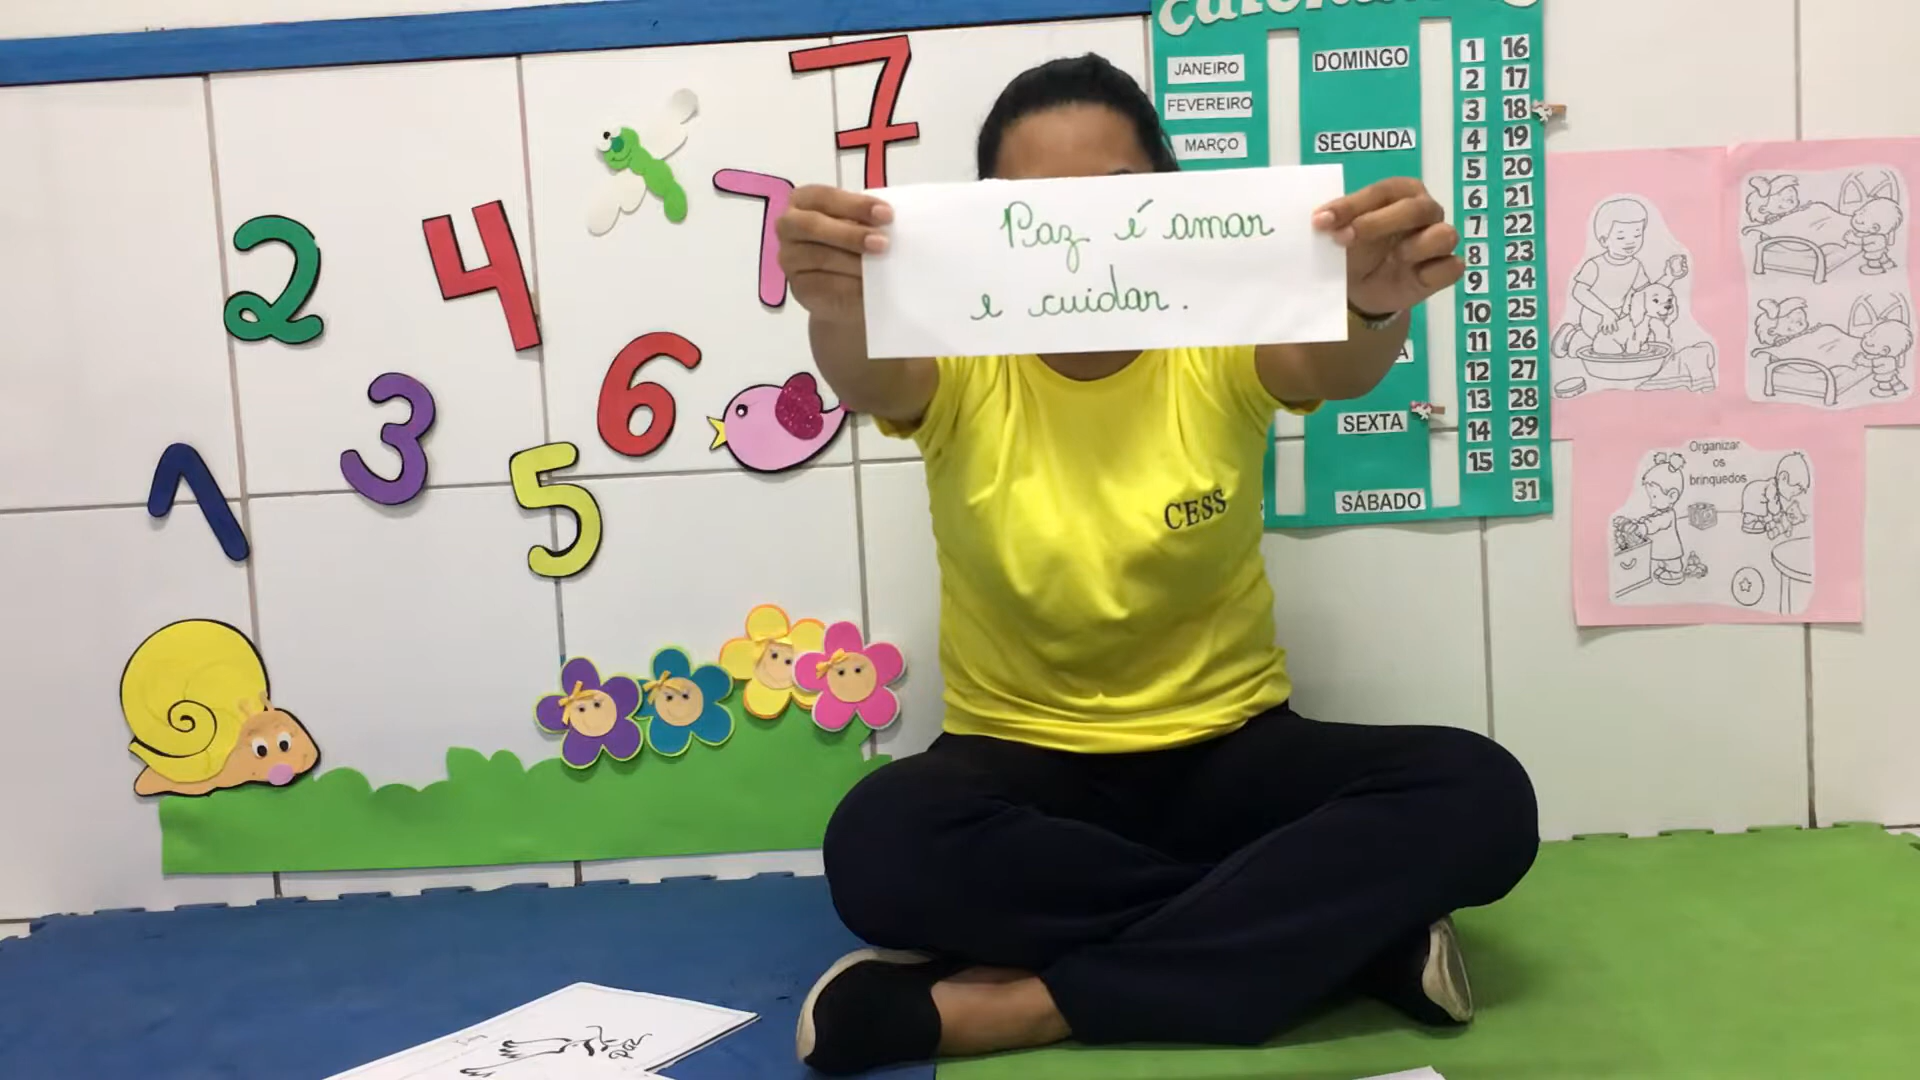 7
2
4
7
3
6
1
5
JANEIRO
FEVEREIRO
MARÇO
DOMINGO
SEGUNDA
SEXTA
SÁBADO
1 16
2 17
3 18
4 19
5 20
6 21
7 22
8 23
9 24
10 25
11 26
12 27
13 28
14 29
15 30
31
Paz é amar
e cuidar.
CESS
Organizar
os
brinquedos
Paz